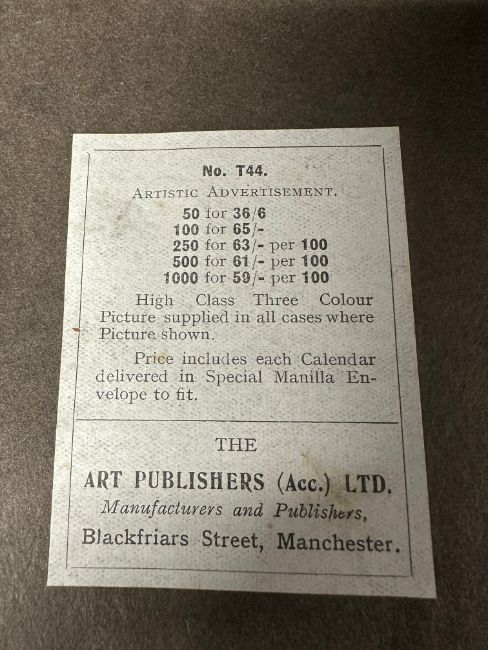 No. T44.
Artistic Advertisement.
50 for 36/6
100 for 65/-
250 for 63/- per 100
500 for 61/- per 100
1000 for 59/- per 100
High Class Three Colour
Picture supplied in all cases where
Picture shown.
Price includes each Calendar
delivered in Special Manilla En-
velope to fit.
THE
ART PUBLISHERS (Acc.) LTD.
Manufacturers and Publishers,
Blackfriars Street, Manchester.